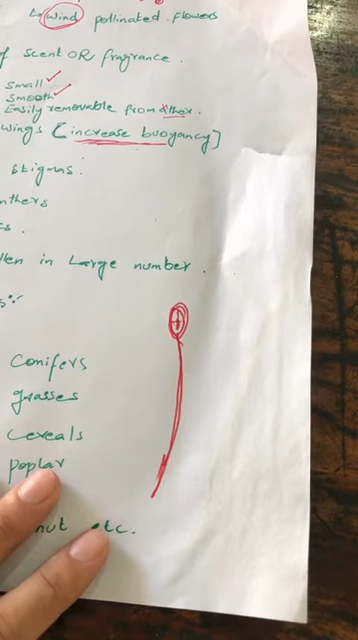 ↳ wind pollinated flowers
of scent OR fragrance.
small ✓
smooth ✓
Easily removable from ather.
wings [increase buoyancy]
stigmas.
nthers
s.
llen in Large number.
s:·
Conifers
grasses
Cereals
poplar
nut etc.